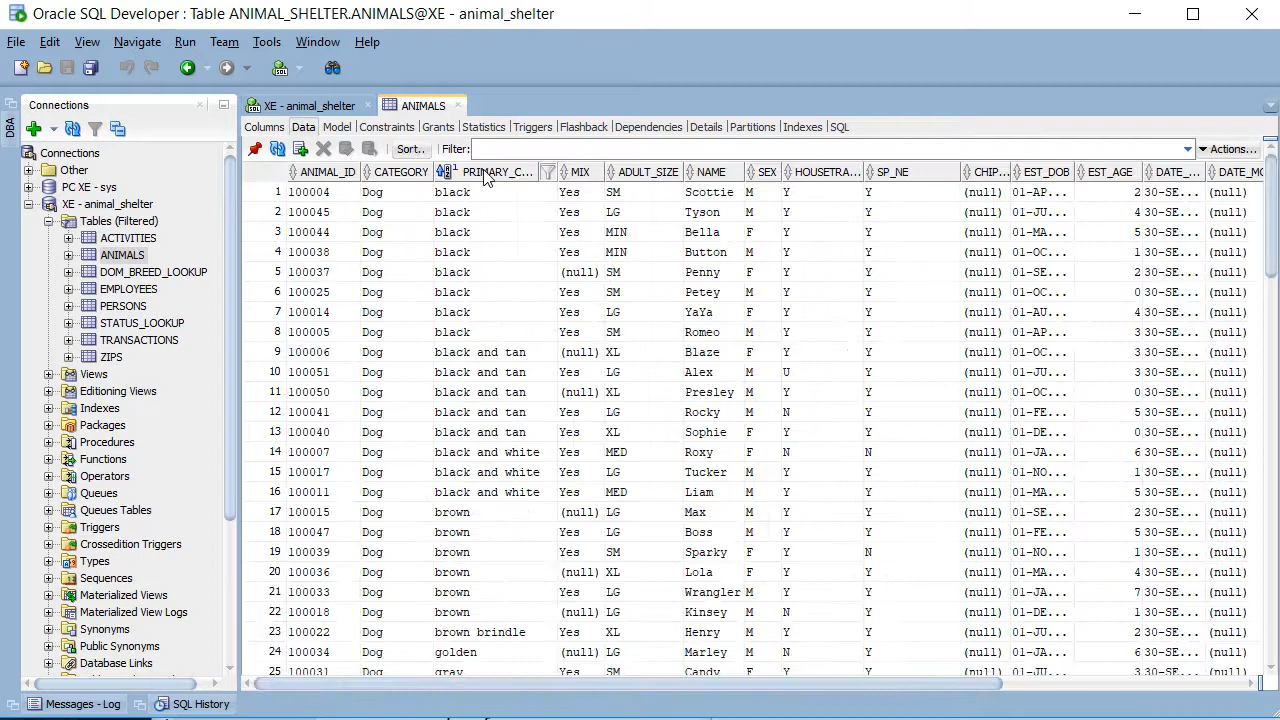 Oracle SQL Developer : Table ANIMAL_SHELTER.ANIMALS@XE - animal_shelter
File Edit View Navigate Run Team Tools Window Help
DBA
Connections
Connections
Other
PC XE - sys
XE - animal_shelter
Tables (Filtered)
ACTIVITIES
ANIMALS
DOM_BREED_LOOKUP
EMPLOYEES
PERSONS
STATUS_LOOKUP
TRANSACTIONS
ZIPS
Views
Editioning Views
Indexes
Packages
Procedures
Functions
Operators
Queues
Queues Tables
Triggers
Crossedition Triggers
Types
Sequences
Materialized Views
Materialized View Logs
Synonyms
Public Synonyms
Database Links
XE - animal_shelter ANIMALS
Columns Data Model Constraints Grants Statistics Triggers Flashback Dependencies Details Partitions Indexes SQL
Sort.. Filter: Actions...
ANIMAL_ID CATEGORY PRIMARY_C... MIX ADULT_SIZE NAME SEX HOUSETRA... SP_NE CHIP... EST_DOB EST_AGE DATE_... DATE_MO
1 100004 Dog black Yes SM Scottie M Y Y (null) 01-AP... 2 30-SE... (null)
2 100045 Dog black Yes LG Tyson M Y Y (null) 01-JU... 4 30-SE... (null)
3 100044 Dog black Yes MIN Bella F Y Y (null) 01-MA... 5 30-SE... (null)
4 100038 Dog black Yes MIN Button M Y Y (null) 01-OC... 1 30-SE... (null)
5 100037 Dog black (null) SM Penny F Y Y (null) 01-SE... 2 30-SE... (null)
6 100025 Dog black Yes SM Petey M Y Y (null) 01-OC... 0 30-SE... (null)
7 100014 Dog black Yes LG YaYa F Y Y (null) 01-AU... 4 30-SE... (null)
8 100005 Dog black Yes SM Romeo M Y Y (null) 01-AP... 3 30-SE... (null)
9 100006 Dog black and tan (null) XL Blaze F Y Y (null) 01-OC... 3 30-SE... (null)
10 100051 Dog black and tan Yes LG Alex M U Y (null) 01-JU... 3 30-SE... (null)
11 100050 Dog black and tan (null) XL Presley M Y Y (null) 01-OC... 0 30-SE... (null)
12 100041 Dog black and tan Yes LG Rocky M N Y (null) 01-FE... 5 30-SE... (null)
13 100040 Dog black and tan Yes XL Sophie F N Y (null) 01-DE... 0 30-SE... (null)
14 100007 Dog black and white Yes MED Roxy F N N (null) 01-JA... 6 30-SE... (null)
15 100017 Dog black and white Yes LG Tucker M Y Y (null) 01-NO... 1 30-SE... (null)
16 100011 Dog black and white Yes MED Liam M Y Y (null) 01-MA... 5 30-SE... (null)
17 100015 Dog brown (null) LG Max M Y Y (null) 01-SE... 2 30-SE... (null)
18 100047 Dog brown Yes LG Boss M Y Y (null) 01-FE... 5 30-SE... (null)
19 100039 Dog brown Yes SM Sparky F Y N (null) 01-NO... 1 30-SE... (null)
20 100036 Dog brown (null) XL Lola F Y Y (null) 01-MA... 4 30-SE... (null)
21 100033 Dog brown Yes LG Wrangler M Y Y (null) 01-JA... 7 30-SE... (null)
22 100018 Dog brown (null) LG Kinsey M N Y (null) 01-DE... 1 30-SE... (null)
23 100022 Dog brown brindle Yes XL Henry M Y Y (null) 01-JU... 2 30-SE... (null)
24 100034 Dog golden (null) LG Marley M N Y (null) 01-JA... 6 30-SE... (null)
25 100031 Dog gray Yes SM Candy F Y Y (null) 01-JU... 3 30-SE... (null)
Messages - Log SQL History